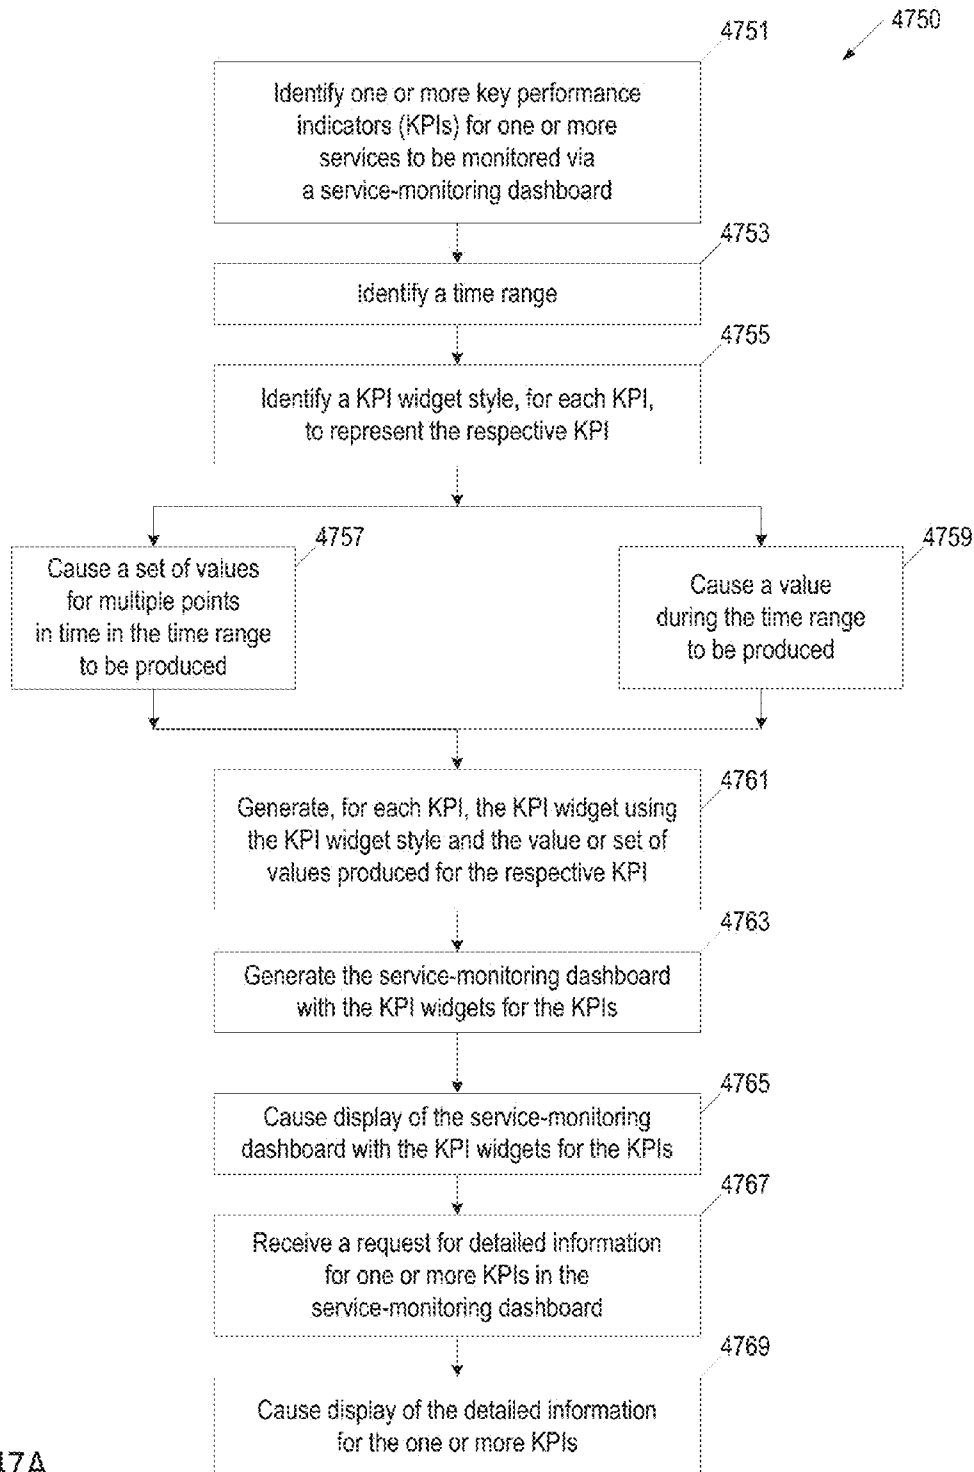 4750
4751
Identify one or more key performance
indicators (KPIs) for one or more
services to be monitored via
a service-monitoring dashboard
4753
Identify a time range
4755
Identify a KPI widget style, for each KPI,
to represent the respective KPI
4757
Cause a set of values
for multiple points
in time in the time range
to be produced
4759
Cause a value
during the time range
to be produced
4761
Generate, for each KPI, the KPI widget using
the KPI widget style and the value or set of
values produced for the respective KPI
4763
Generate the service-monitoring dashboard
with the KPI widgets for the KPIs
4765
Cause display of the service-monitoring
dashboard with the KPI widgets for the KPIs
4767
Receive a request for detailed information
for one or more KPIs in the
service-monitoring dashboard
4769
Cause display of the detailed information
for the one or more KPIs